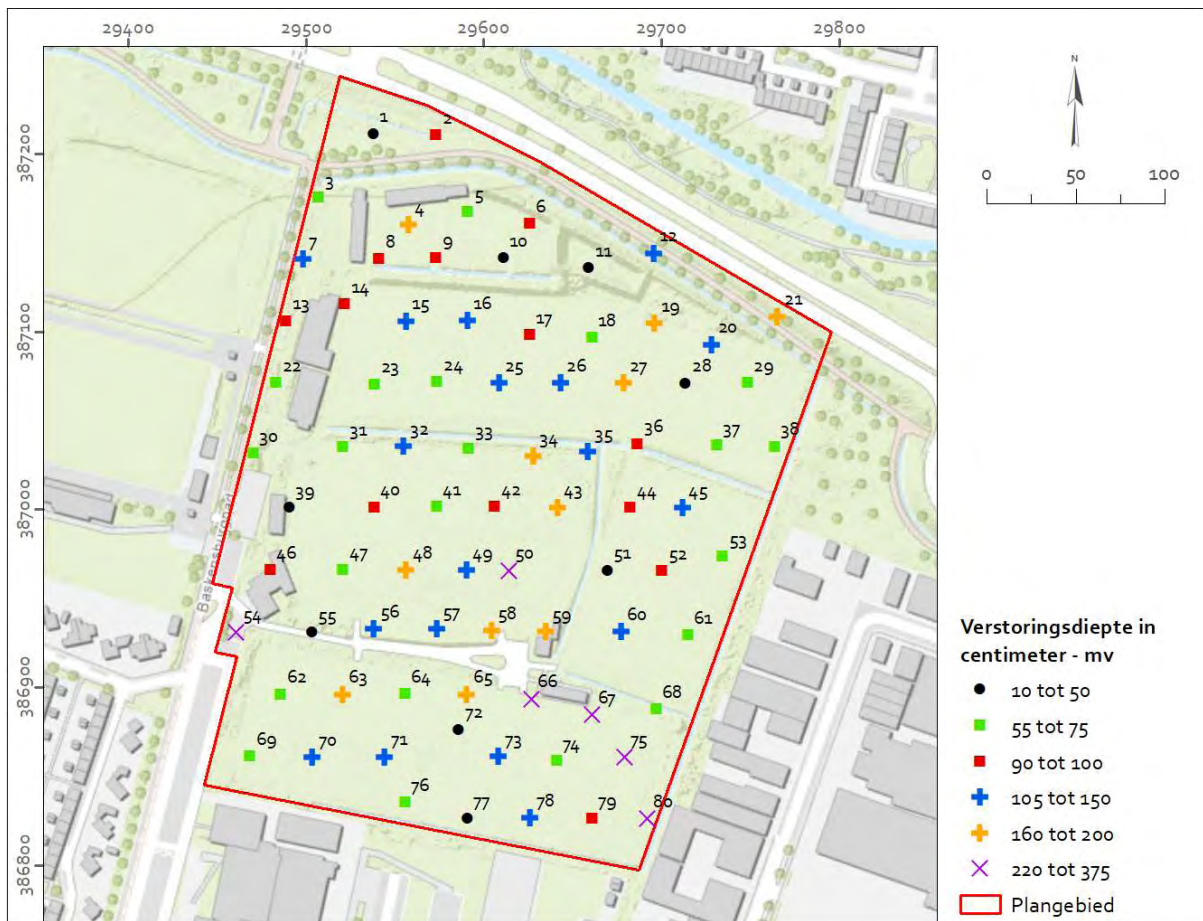 29400 29500 29600 29700 29800
N
0 50 100
387200
387100
387000
386900
386800
1 2
3 4 5 6
7 8 9 10 11 12
13 14 15 16 17 18 19 20 21
22 23 24 25 26 27 28 29
30 31 32 33 34 35 36 37 38
39 40 41 42 43 44 45
46 47 48 49 50 51 52 53
Baskensburgpad
54 55 56 57 58 59 60 61
62 63 64 65 66 67 68
69 70 71 72 73 74 75
76 77 78 79 80
Verstoringsdiepte in
centimeter - mv
10 tot 50
55 tot 75
90 tot 100
105 tot 150
160 tot 200
220 tot 375
Plangebied